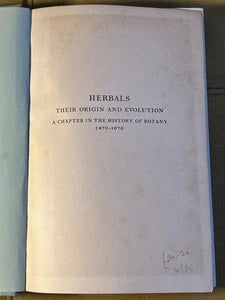 HERBALS
THEIR ORIGIN AND EVOLUTION
A CHAPTER IN THE HISTORY OF BOTANY
1470-1670